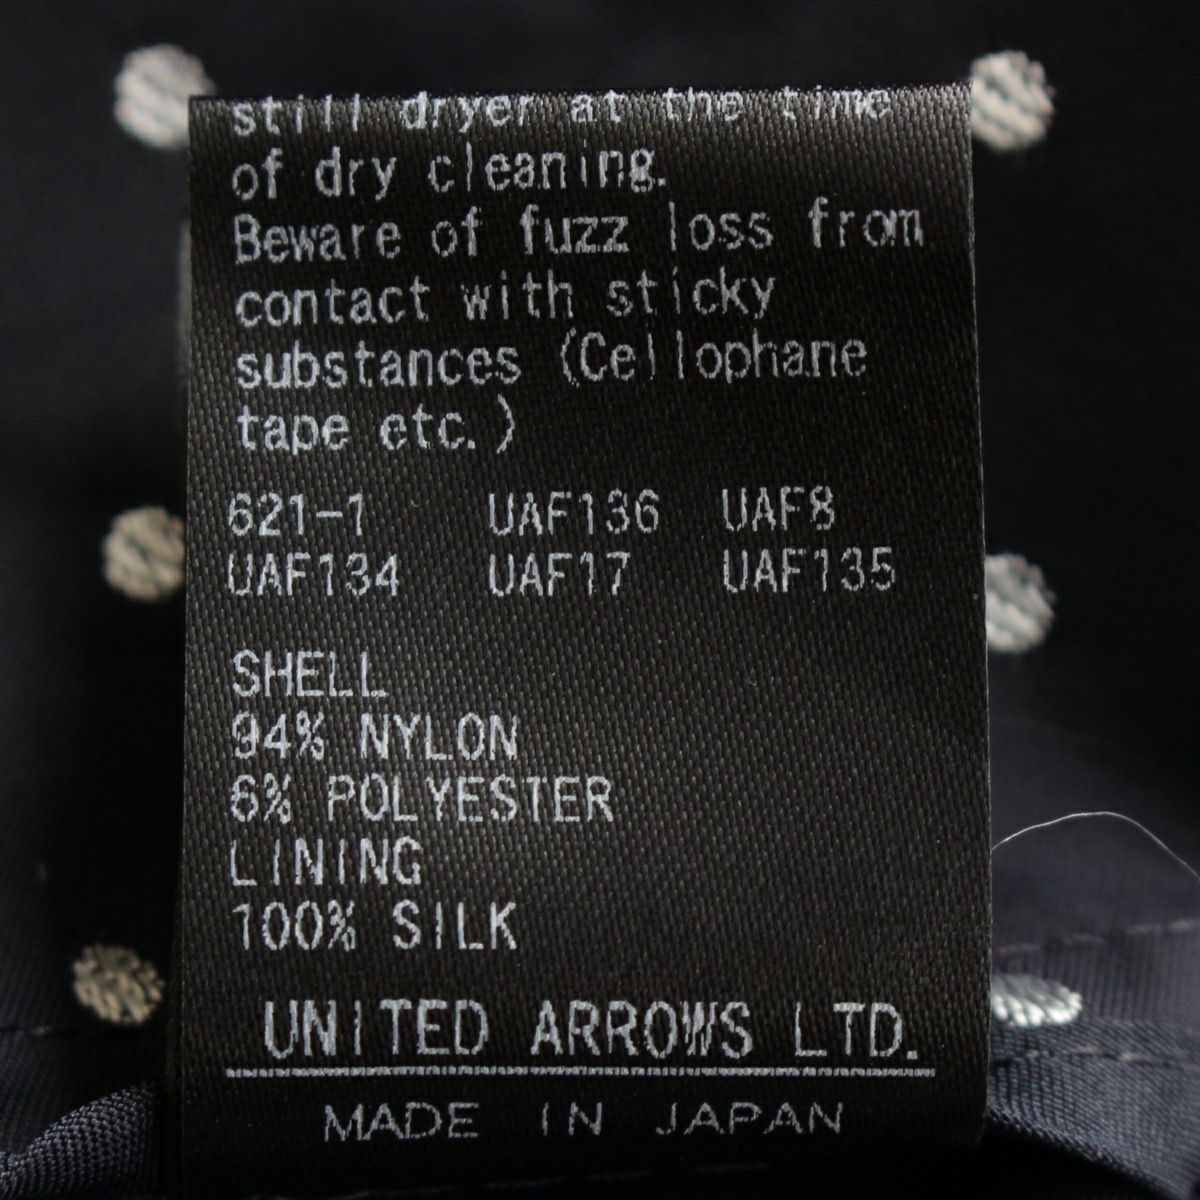 still dryer at the time
of dry cleaning.
Beware of fuzz loss from
contact with sticky
substances (Cellophane
tape etc.)
621-1 UAF136 UAF8
UAF134 UAF17 UAF135
SHELL
94% NYLON
6% POLYESTER
LINING
100% SILK
UNITED ARROWS LTD.
MADE IN JAPAN